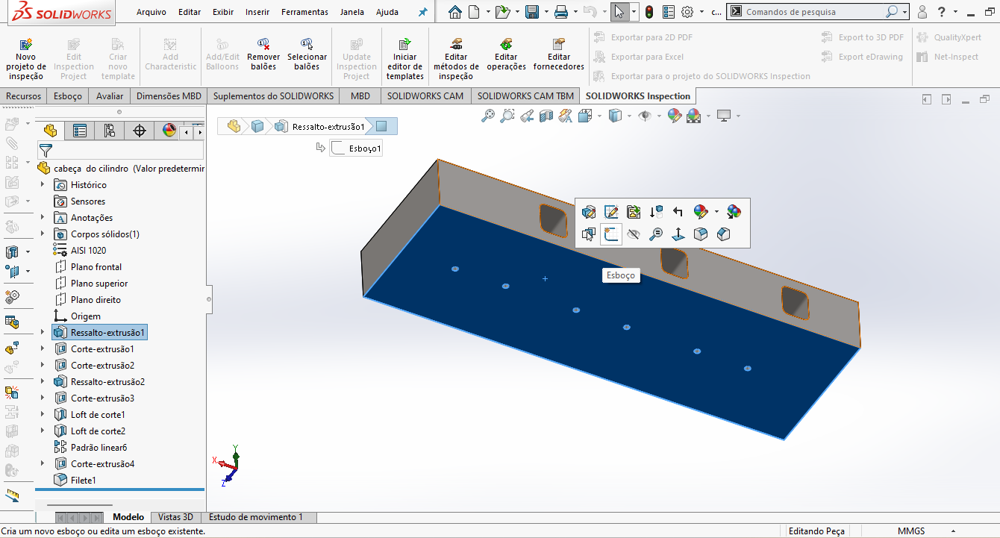 SOLIDWORKS
Arquivo Editar Exibir Inserir Ferramentas Janela Ajuda
c...
Comandos de pesquisa
?
Novo projeto de inspeção
Edit Inspection Project
Criar novo template
Add Characteristic
Add/Edit Balloons
Remover balões
Selecionar balões
Update Inspection Project
Iniciar editor de templates
Editar métodos de inspeção
Editar operações
Editar fornecedores
Exportar para 2D PDF
Exportar para Excel
Exportar para o projeto do SOLIDWORKS Inspection
Export to 3D PDF
Export eDrawing
QualityXpert
Net-Inspect
Recursos Esboço Avaliar Dimensões MBD Suplementos do SOLIDWORKS MBD SOLIDWORKS CAM SOLIDWORKS CAM TBM SOLIDWORKS Inspection
Ressalto-extrusão1
Esboço1
cabeça do cilindro (Valor predetermir
Histórico
Sensores
Anotações
Corpos sólidos(1)
AISI 1020
Plano frontal
Plano superior
Plano direito
Origem
Ressalto-extrusão1
Corte-extrusão1
Corte-extrusão2
Ressalto-extrusão2
Corte-extrusão3
Loft de corte1
Loft de corte2
Padrão linear6
Corte-extrusão4
Filete1
Esboço
Y
X
Z
Modelo Vistas 3D Estudo de movimento 1
Cria um novo esboço ou edita um esboço existente.
Editando Peça
MMGS